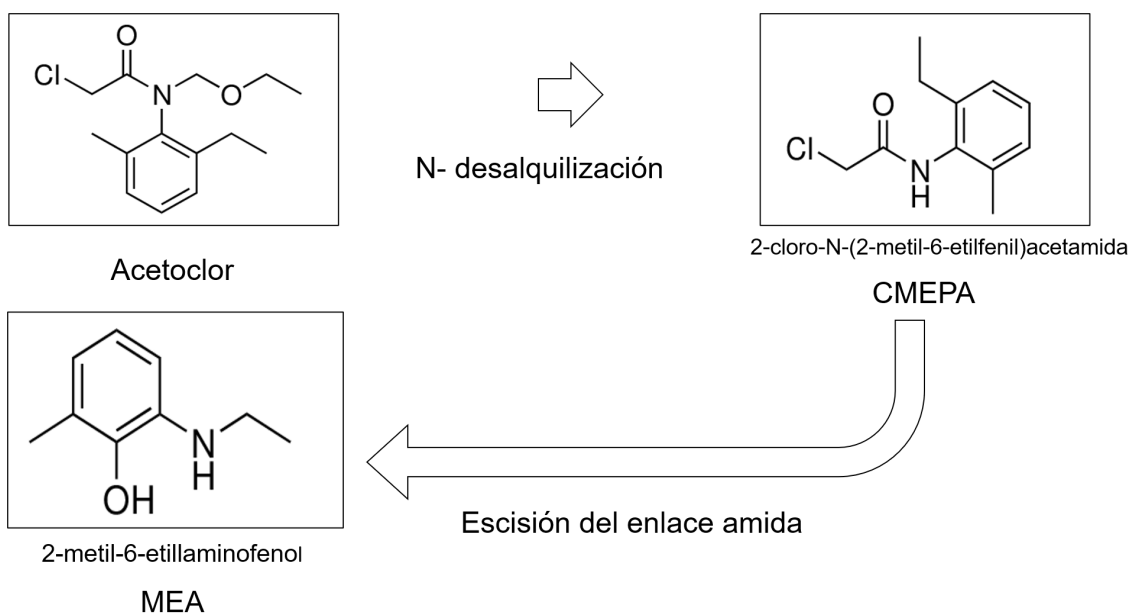 O
Cl
N
O
N- desalquilización
O
Cl
N
H
Acetoclor
2-cloro-N-(2-metil-6-etilfenil)acetamida
CMEPA
N
H
OH
Escisión del enlace amida
2-metil-6-etillaminofenol
MEA